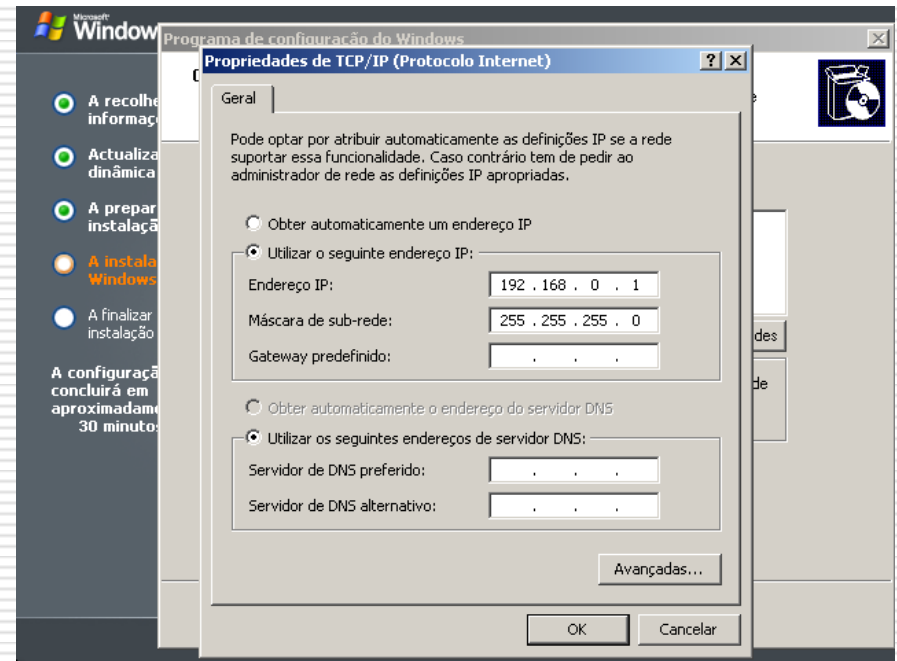 Microsoft
Window
Programa de configuração do Windows
Propriedades de TCP/IP (Protocolo Internet)
Geral
Pode optar por atribuir automaticamente as definições IP se a rede
suportar essa funcionalidade. Caso contrário tem de pedir ao
administrador de rede as definições IP apropriadas.
Obter automaticamente um endereço IP
Utilizar o seguinte endereço IP:
Endereço IP: 192 . 168 . 0 . 1
Máscara de sub-rede: 255 . 255 . 255 . 0
Gateway predefinido: . . .
Obter automaticamente o endereço do servidor DNS
Utilizar os seguintes endereços de servidor DNS:
Servidor de DNS preferido: . . .
Servidor de DNS alternativo: . . .
Avançadas...
OK Cancelar
A recolhe
informaç
Actualiza
dinâmica
A prepar
instalaçã
A instala
Windows
A finalizar
instalação
A configuraçã
concluirá em
aproximadam
30 minuto
des
de